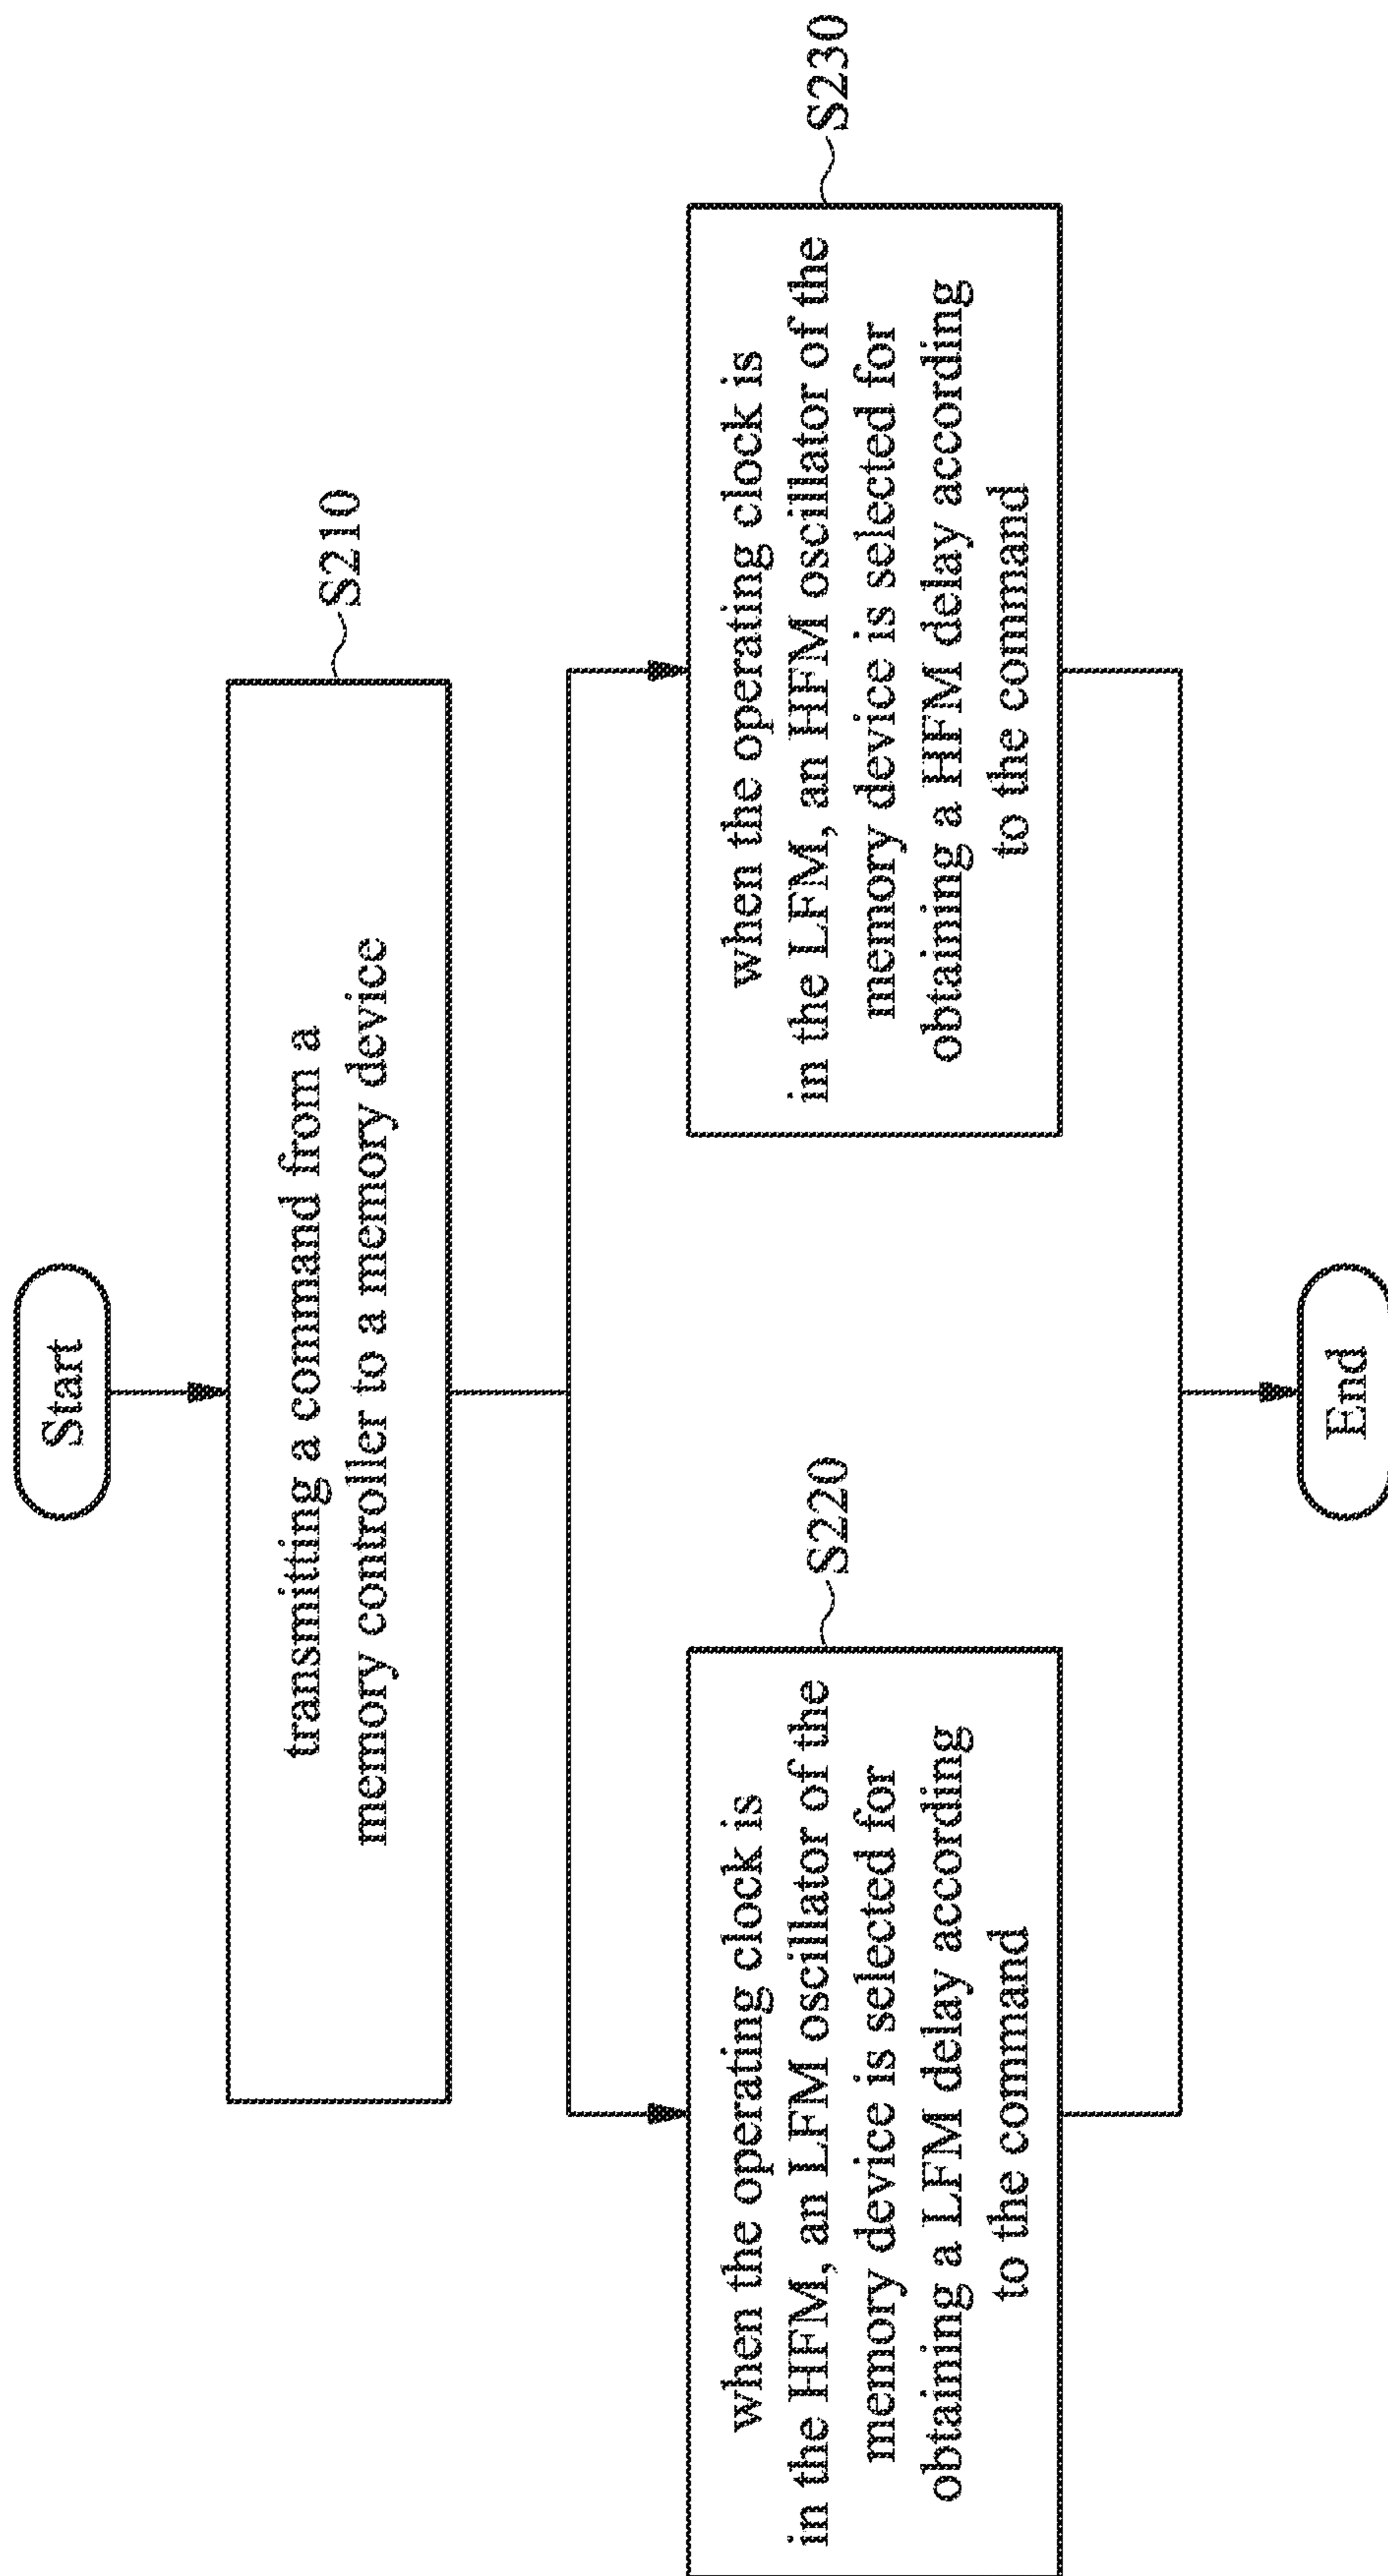 Start
transmitting a command from a
memory controller to a memory device
S210
when the operating clock is
in the HFM, an LFM oscillator of the
memory device is selected for
obtaining a LFM delay according
to the command
S220
when the operating clock is
in the LFM, an HFM oscillator of the
memory device is selected for
obtaining a HFM delay according
to the command
S230
End